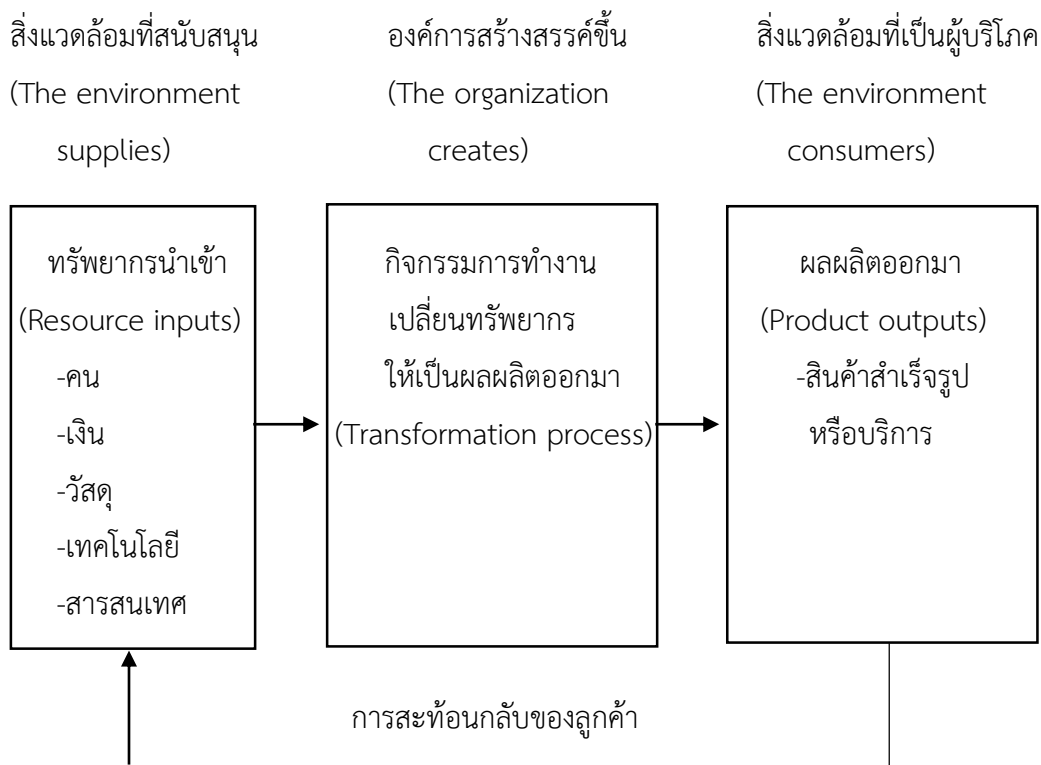 สิ่งแวดล้อมที่สนับสนุน
(The environment
supplies)
องค์การสร้างสรรค์ขึ้น
(The organization
creates)
สิ่งแวดล้อมที่เป็นผู้บริโภค
(The environment
consumers)
ทรัพยากรนำเข้า
(Resource inputs)
-คน
-เงิน
-วัสดุ
-เทคโนโลยี
-สารสนเทศ
กิจกรรมการทำงาน
เปลี่ยนทรัพยากร
ให้เป็นผลผลิตออกมา
(Transformation process)
ผลผลิตออกมา
(Product outputs)
-สินค้าสำเร็จรูป
หรือบริการ
การสะท้อนกลับของลูกค้า